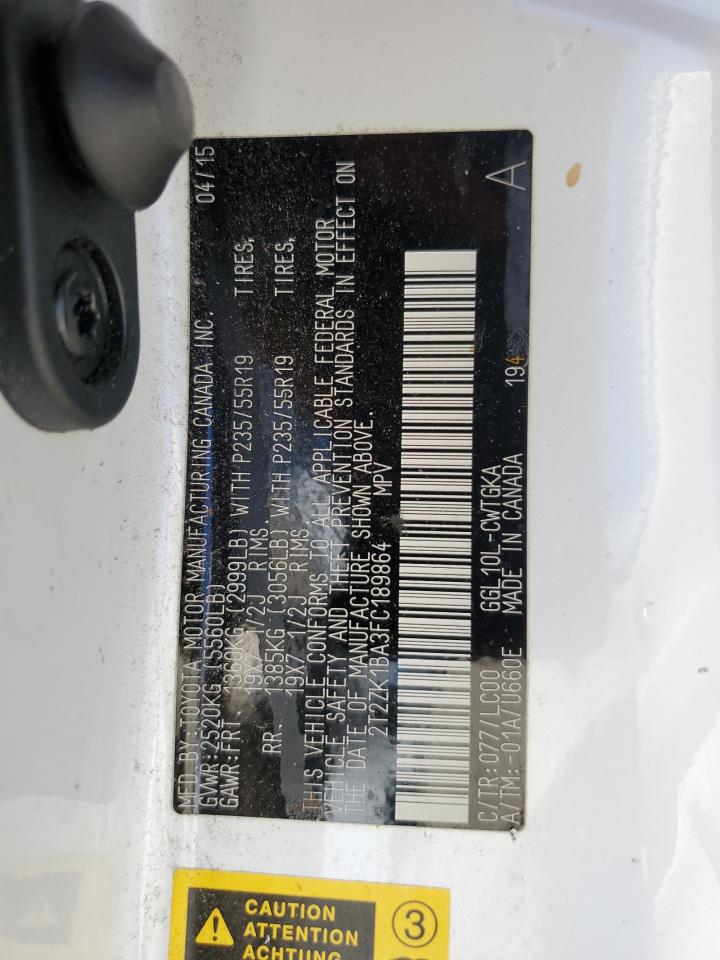 MFD.BY:TOYOTA MOTOR MANUFACTURING CANADA INC. 04/15
GVWR:2520KG (5560LB)
GAWR:FRT 1360KG (2999LB) WITH P235/55R19 TIRES,
19X7 1/2J RIMS,
RR 1385KG (3056LB) WITH P235/55R19 TIRES,
19X7 1/2J RIMS,
THIS VEHICLE CONFORMS TO ALL APPLICABLE FEDERAL MOTOR
VEHICLE SAFETY AND THEFT PREVENTION STANDARDS IN EFFECT ON
THE DATE OF MANUFACTURE SHOWN ABOVE.
2T2ZK1BA3FC189864 MPV
A
C/TR:077/L900 GGL10L-CWTGKA
A/TM:-01A/U660E MADE IN CANADA 194
CAUTION
ATTENTION
ACHTUNG
3